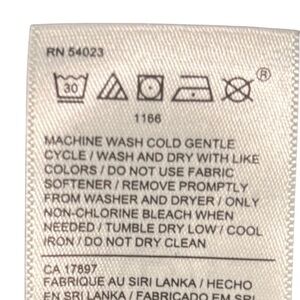 RN 54023
30 ®
1166
MACHINE WASH COLD GENTLE
CYCLE / WASH AND DRY WITH LIKE
COLORS / DO NOT USE FABRIC
SOFTENER / REMOVE PROMPTLY
FROM WASHER AND DRYER / ONLY
NON-CHLORINE BLEACH WHEN
NEEDED / TUMBLE DRY LOW / COOL
IRON / DO NOT DRY CLEAN
CA 17897
FABRIQUE AU SIRI LANKA / HECHO
EN SRI LANKA / FABRICADO EM SRI